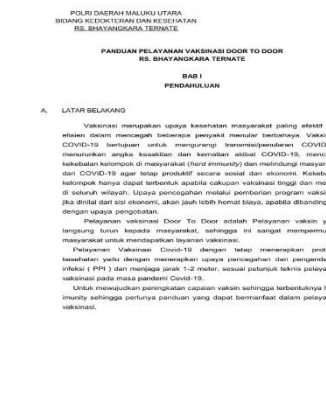 POLRI DAERAH MALUKU UTARA
BIDANG KEDOKTERAN DAN KESEHATAN
RS. BHAYANGKARA TERNATE
PANDUAN PELAYANAN VAKSINASI DOOR TO DOOR
RS. BHAYANGKARA TERNATE
BAB I
PENDAHULUAN
A. LATAR BELAKANG
Vaksinasi merupakan upaya kesehatan masyarakat paling efektif
efisien dalam mencegah beberapa penyakit menular berbahaya. Vaksi
COVID-19 bertujuan untuk mengurangi transmisi/penularan COVID
menurunkan angka kesakitan dan kematian akibat COVID-19, menc
kekebalan kelompok di masyarakat (herd immunity) dan melindungi masyar
dari COVID-19 agar tetap produktif secara sosial dan ekonomi. Kekeba
kelompok hanya dapat terbentuk apabila cakupan vaksinasi tinggi dan me
di seluruh wilayah. Upaya pencegahan melalui pemberian program vaksi
jika dinilai dari sisi ekonomi, akan jauh lebih hemat biaya, apabila dibanding
dengan upaya pengobatan.
Pelayanan vaksinasi Door To Door adalah Pelayanan vaksin y
langsung turun kepada masyarakat, sehingga ini sangat mempermu
masyarakat untuk mendapatkan layanan vaksinasi.
Pelayanan Vaksinasi Covid-19 dengan tetap menerapkan prot
kesehatan yaitu dengan menerapkan upaya pencegahan dan pengenda
infeksi ( PPI ) dan menjaga jarak 1-2 meter, sesuai petunjuk teknis pelaya
vaksinasi pada masa pandemi Covid-19.
Untuk mewujudkan peningkatan capaian vaksin sehingga terbentuknya h
imunity sehingga perlunya panduan yang dapat bermanfaat dalam pelaya
vaksinasi.